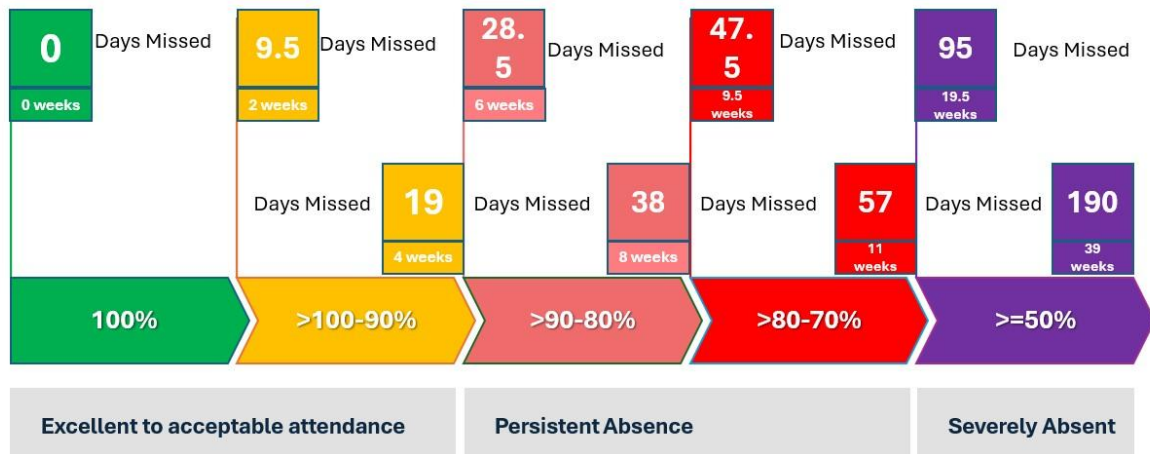 0
Days Missed
0 weeks
9.5
Days Missed
2 weeks
28.
5
Days Missed
6 weeks
47.
5
Days Missed
9.5
weeks
95
Days Missed
19.5
weeks
Days Missed
19
4 weeks
Days Missed
38
8 weeks
Days Missed
57
11
weeks
Days Missed
190
39
weeks
100%
>100-90%
>90-80%
>80-70%
>=50%
Excellent to acceptable attendance
Persistent Absence
Severely Absent